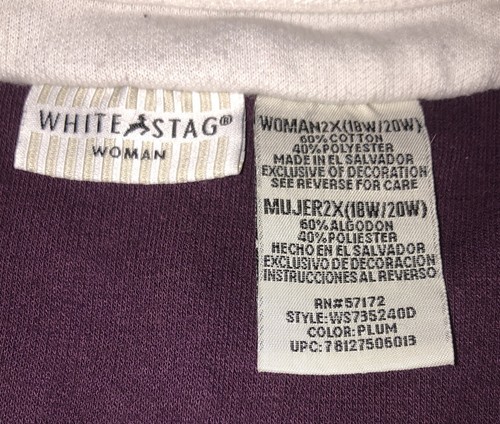 WHITE STAG®
WOMAN
WOMAN2X(18W/20W)
60%COTTON
40%POLYESTER
MADE IN EL SALVADOR
EXCLUSIVE OF DECORATION
SEE REVERSE FOR CARE
MUJER2X(18W/20W)
60%ALGODON
40%POLIESTER
HECHO EN EL SALVADOR
EXCLUSIVO DE DECORACION
INSTRUCCIONES AL REVERSO
RN#57172
STYLE:WS735240D
COLOR:PLUM
UPC:78127506013